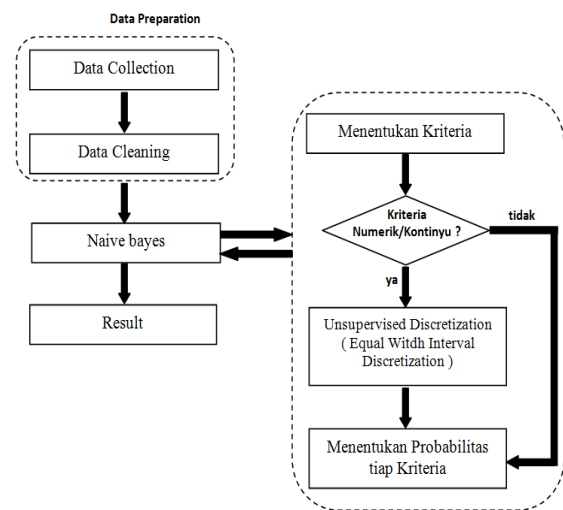 Data Preparation
Data Collection
Data Cleaning
Naive bayes
Result
Menentukan Kriteria
Kriteria
Numerik/Kontinyu ?
tidak
ya
Unsupervised Discretization
( Equal Witdh Interval
Discretization )
Menentukan Probabilitas
tiap Kriteria